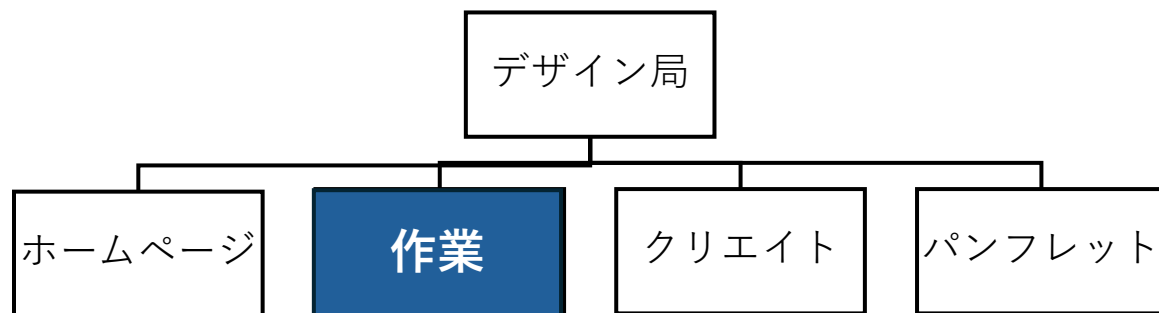 デザイン局
ホームページ
作業
クリエイト
パンフレット